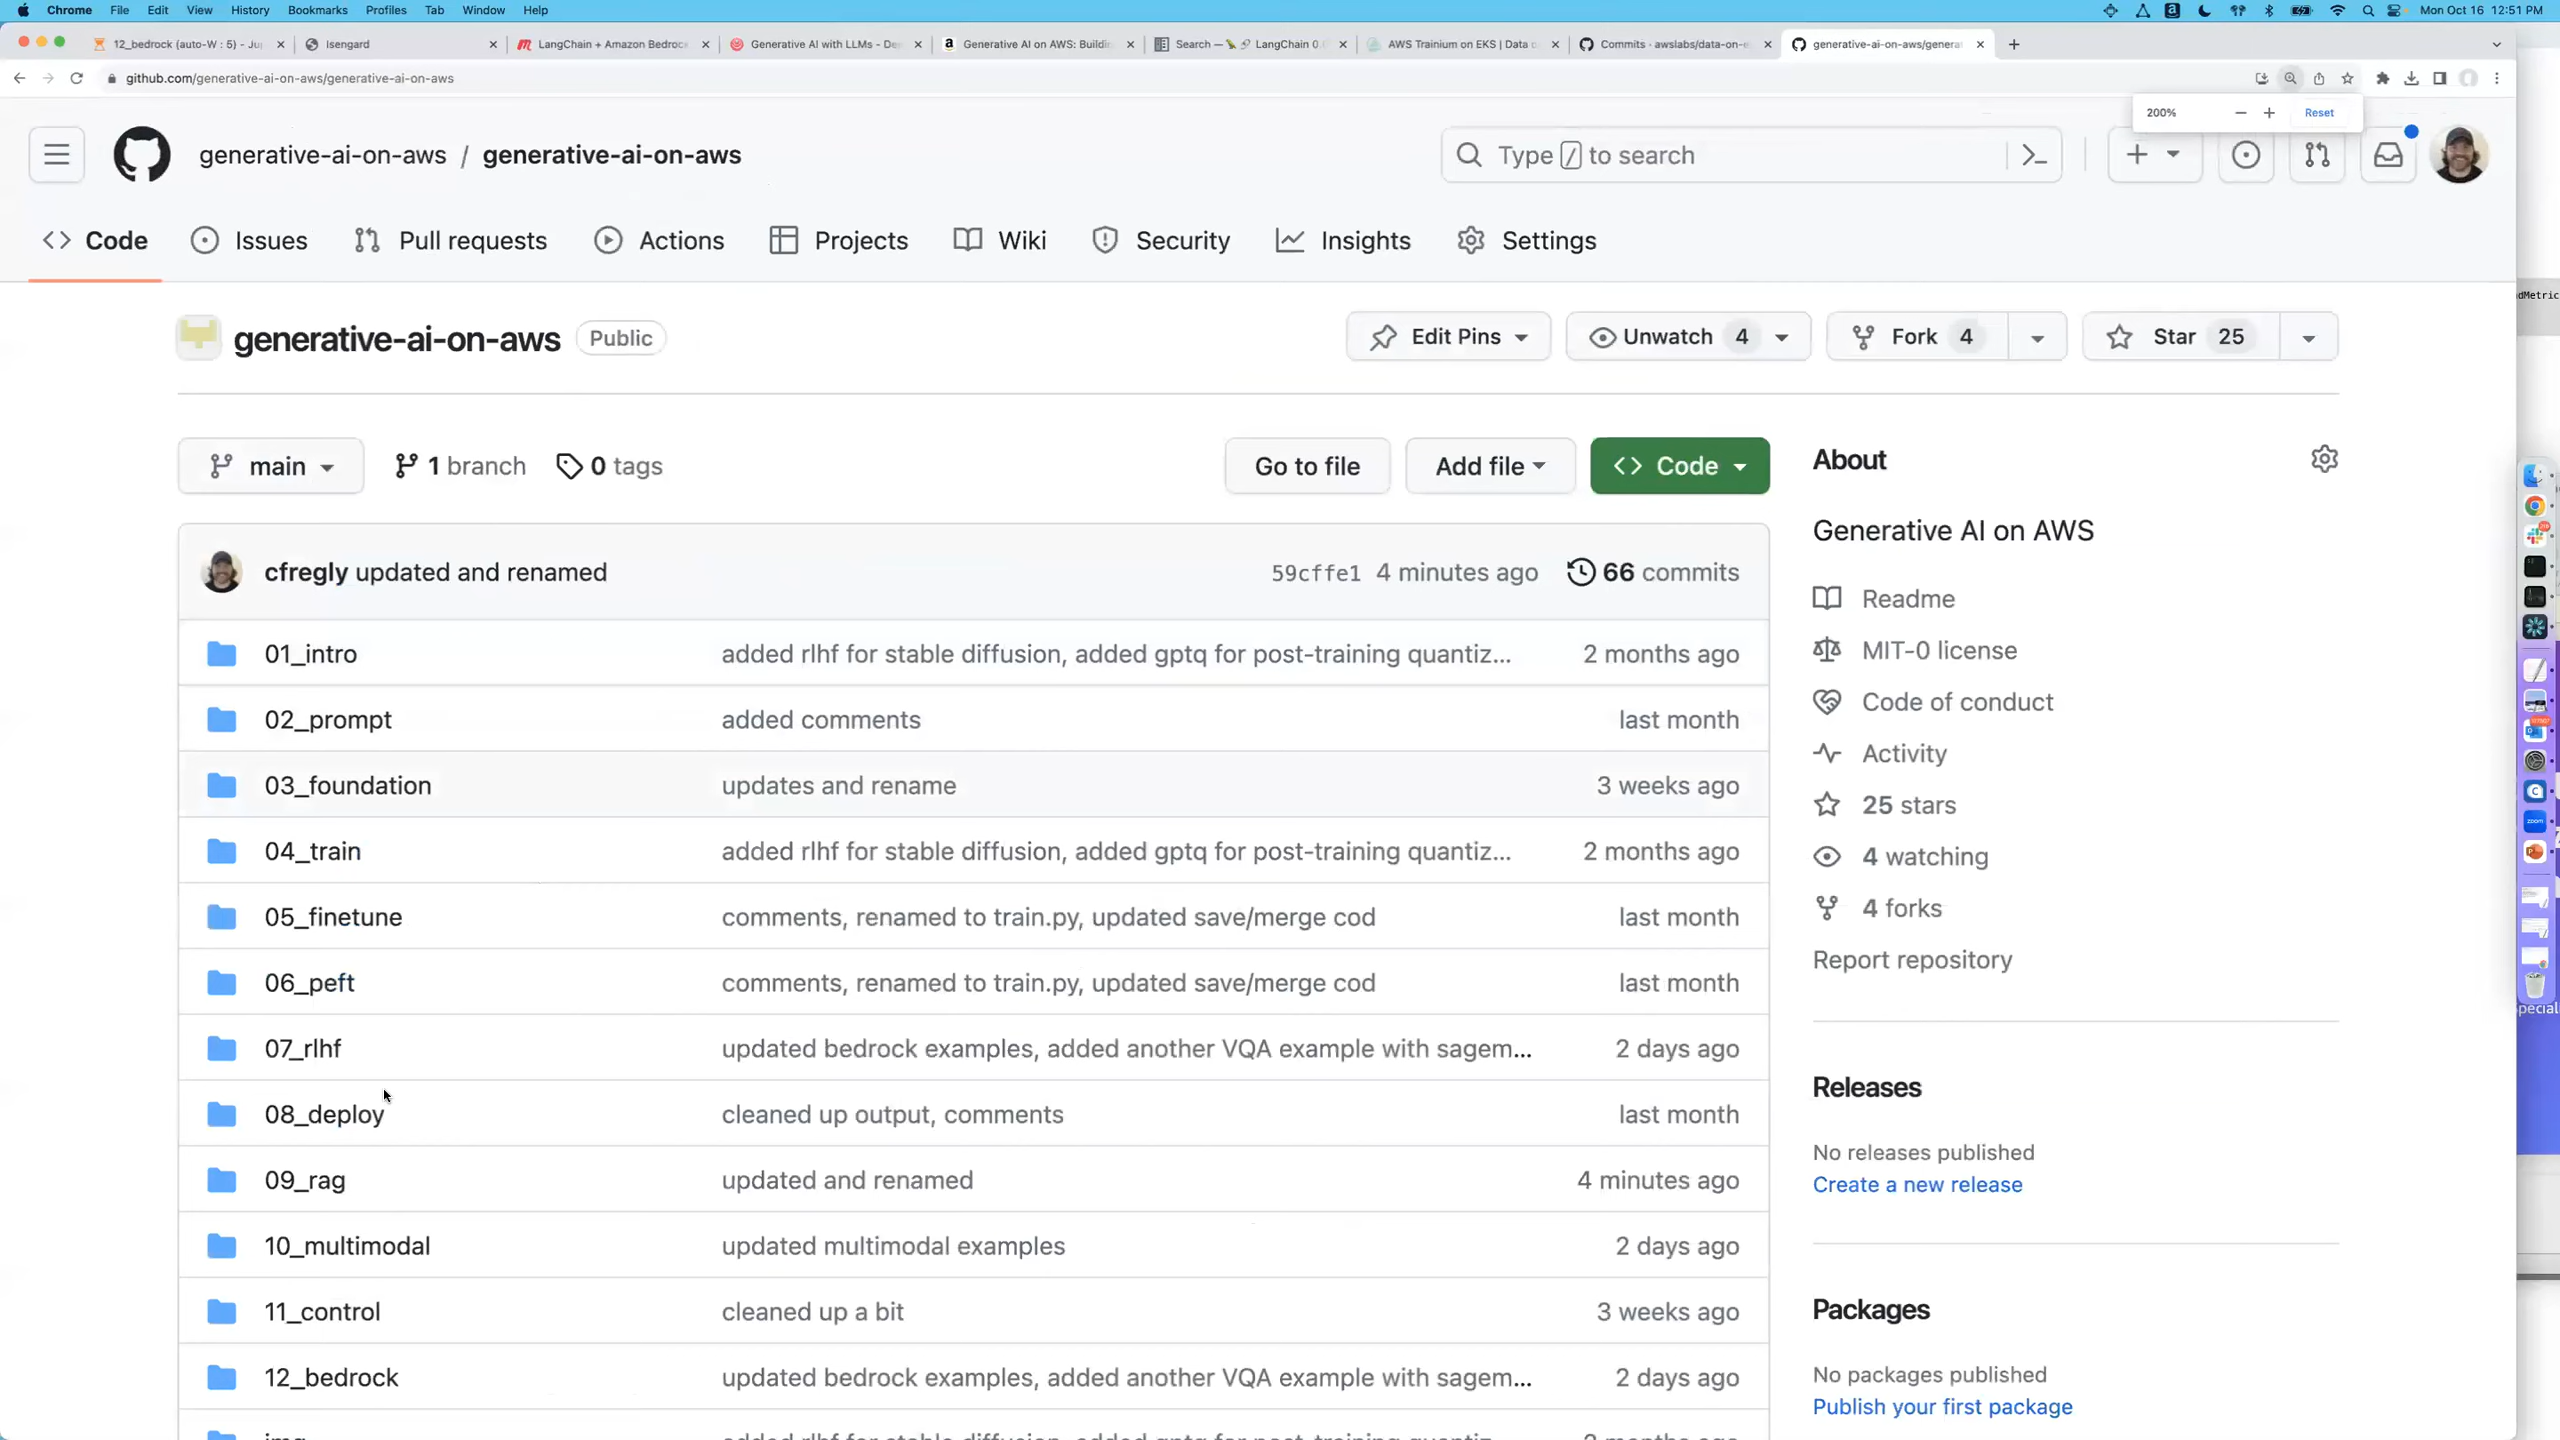 Chrome File Edit View History Bookmarks Profiles Tab Window Help Mon Oct 16 12:51 PM
12_bedrock (auto-W : 5) - Ju Isengard LangChain + Amazon Bedroc Generative AI with LLMs - De Generative AI on AWS: Buildi Search — LangChain 0. AWS Trainium on EKS | Data o Commits · awslabs/data-on-e generative-ai-on-aws/genera
github.com/generative-ai-on-aws/generative-ai-on-aws
200% Reset
generative-ai-on-aws / generative-ai-on-aws
Type / to search
Code Issues Pull requests Actions Projects Wiki Security Insights Settings
generative-ai-on-aws Public
Edit Pins Unwatch 4 Fork 4 Star 25
main 1 branch 0 tags
Go to file Add file Code
cfregly updated and renamed 59cffe1 4 minutes ago 66 commits
01_intro added rlhf for stable diffusion, added gptq for post-training quantiz... 2 months ago
02_prompt added comments last month
03_foundation updates and rename 3 weeks ago
04_train added rlhf for stable diffusion, added gptq for post-training quantiz... 2 months ago
05_finetune comments, renamed to train.py, updated save/merge cod last month
06_peft comments, renamed to train.py, updated save/merge cod last month
07_rlhf updated bedrock examples, added another VQA example with sagem... 2 days ago
08_deploy cleaned up output, comments last month
09_rag updated and renamed 4 minutes ago
10_multimodal updated multimodal examples 2 days ago
11_control cleaned up a bit 3 weeks ago
12_bedrock updated bedrock examples, added another VQA example with sagem... 2 days ago
About
Generative AI on AWS
Readme
MIT-0 license
Code of conduct
Activity
25 stars
4 watching
4 forks
Report repository
Releases
No releases published
Create a new release
Packages
No packages published
Publish your first package
dMetric
zoom
pecial